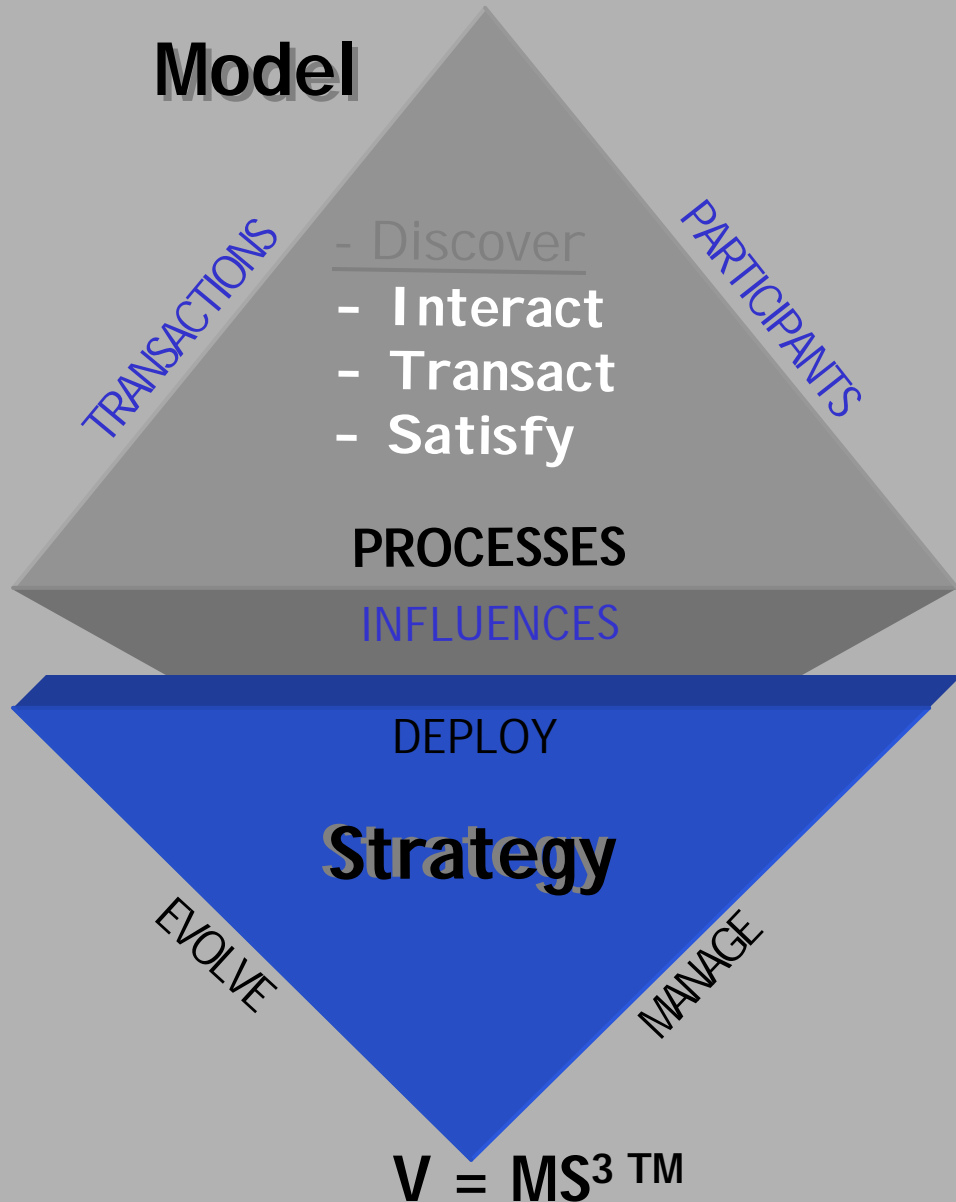 Model
TRANSACTIONS
PARTICIPANTS
- Discover
- Interact
- Transact
- Satisfy
PROCESSES
INFLUENCES
DEPLOY
Strategy
EVOLVE
MANAGE
V = MS³ TM